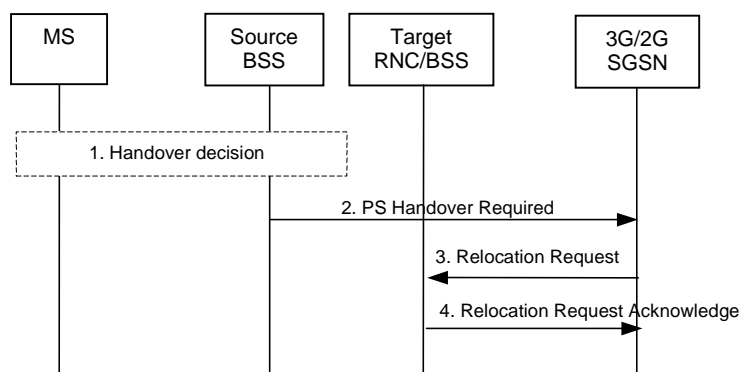 MS
Source
BSS
Target
RNC/BSS
3G/2G
SGSN
1. Handover decision
2. PS Handover Required
3. Relocation Request
4. Relocation Request Acknowledge